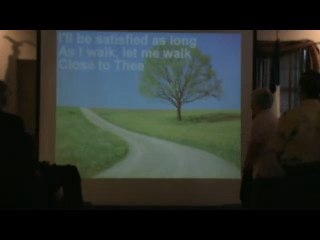 I'll be satisfied as long
As I walk, let me walk
Close to Thee